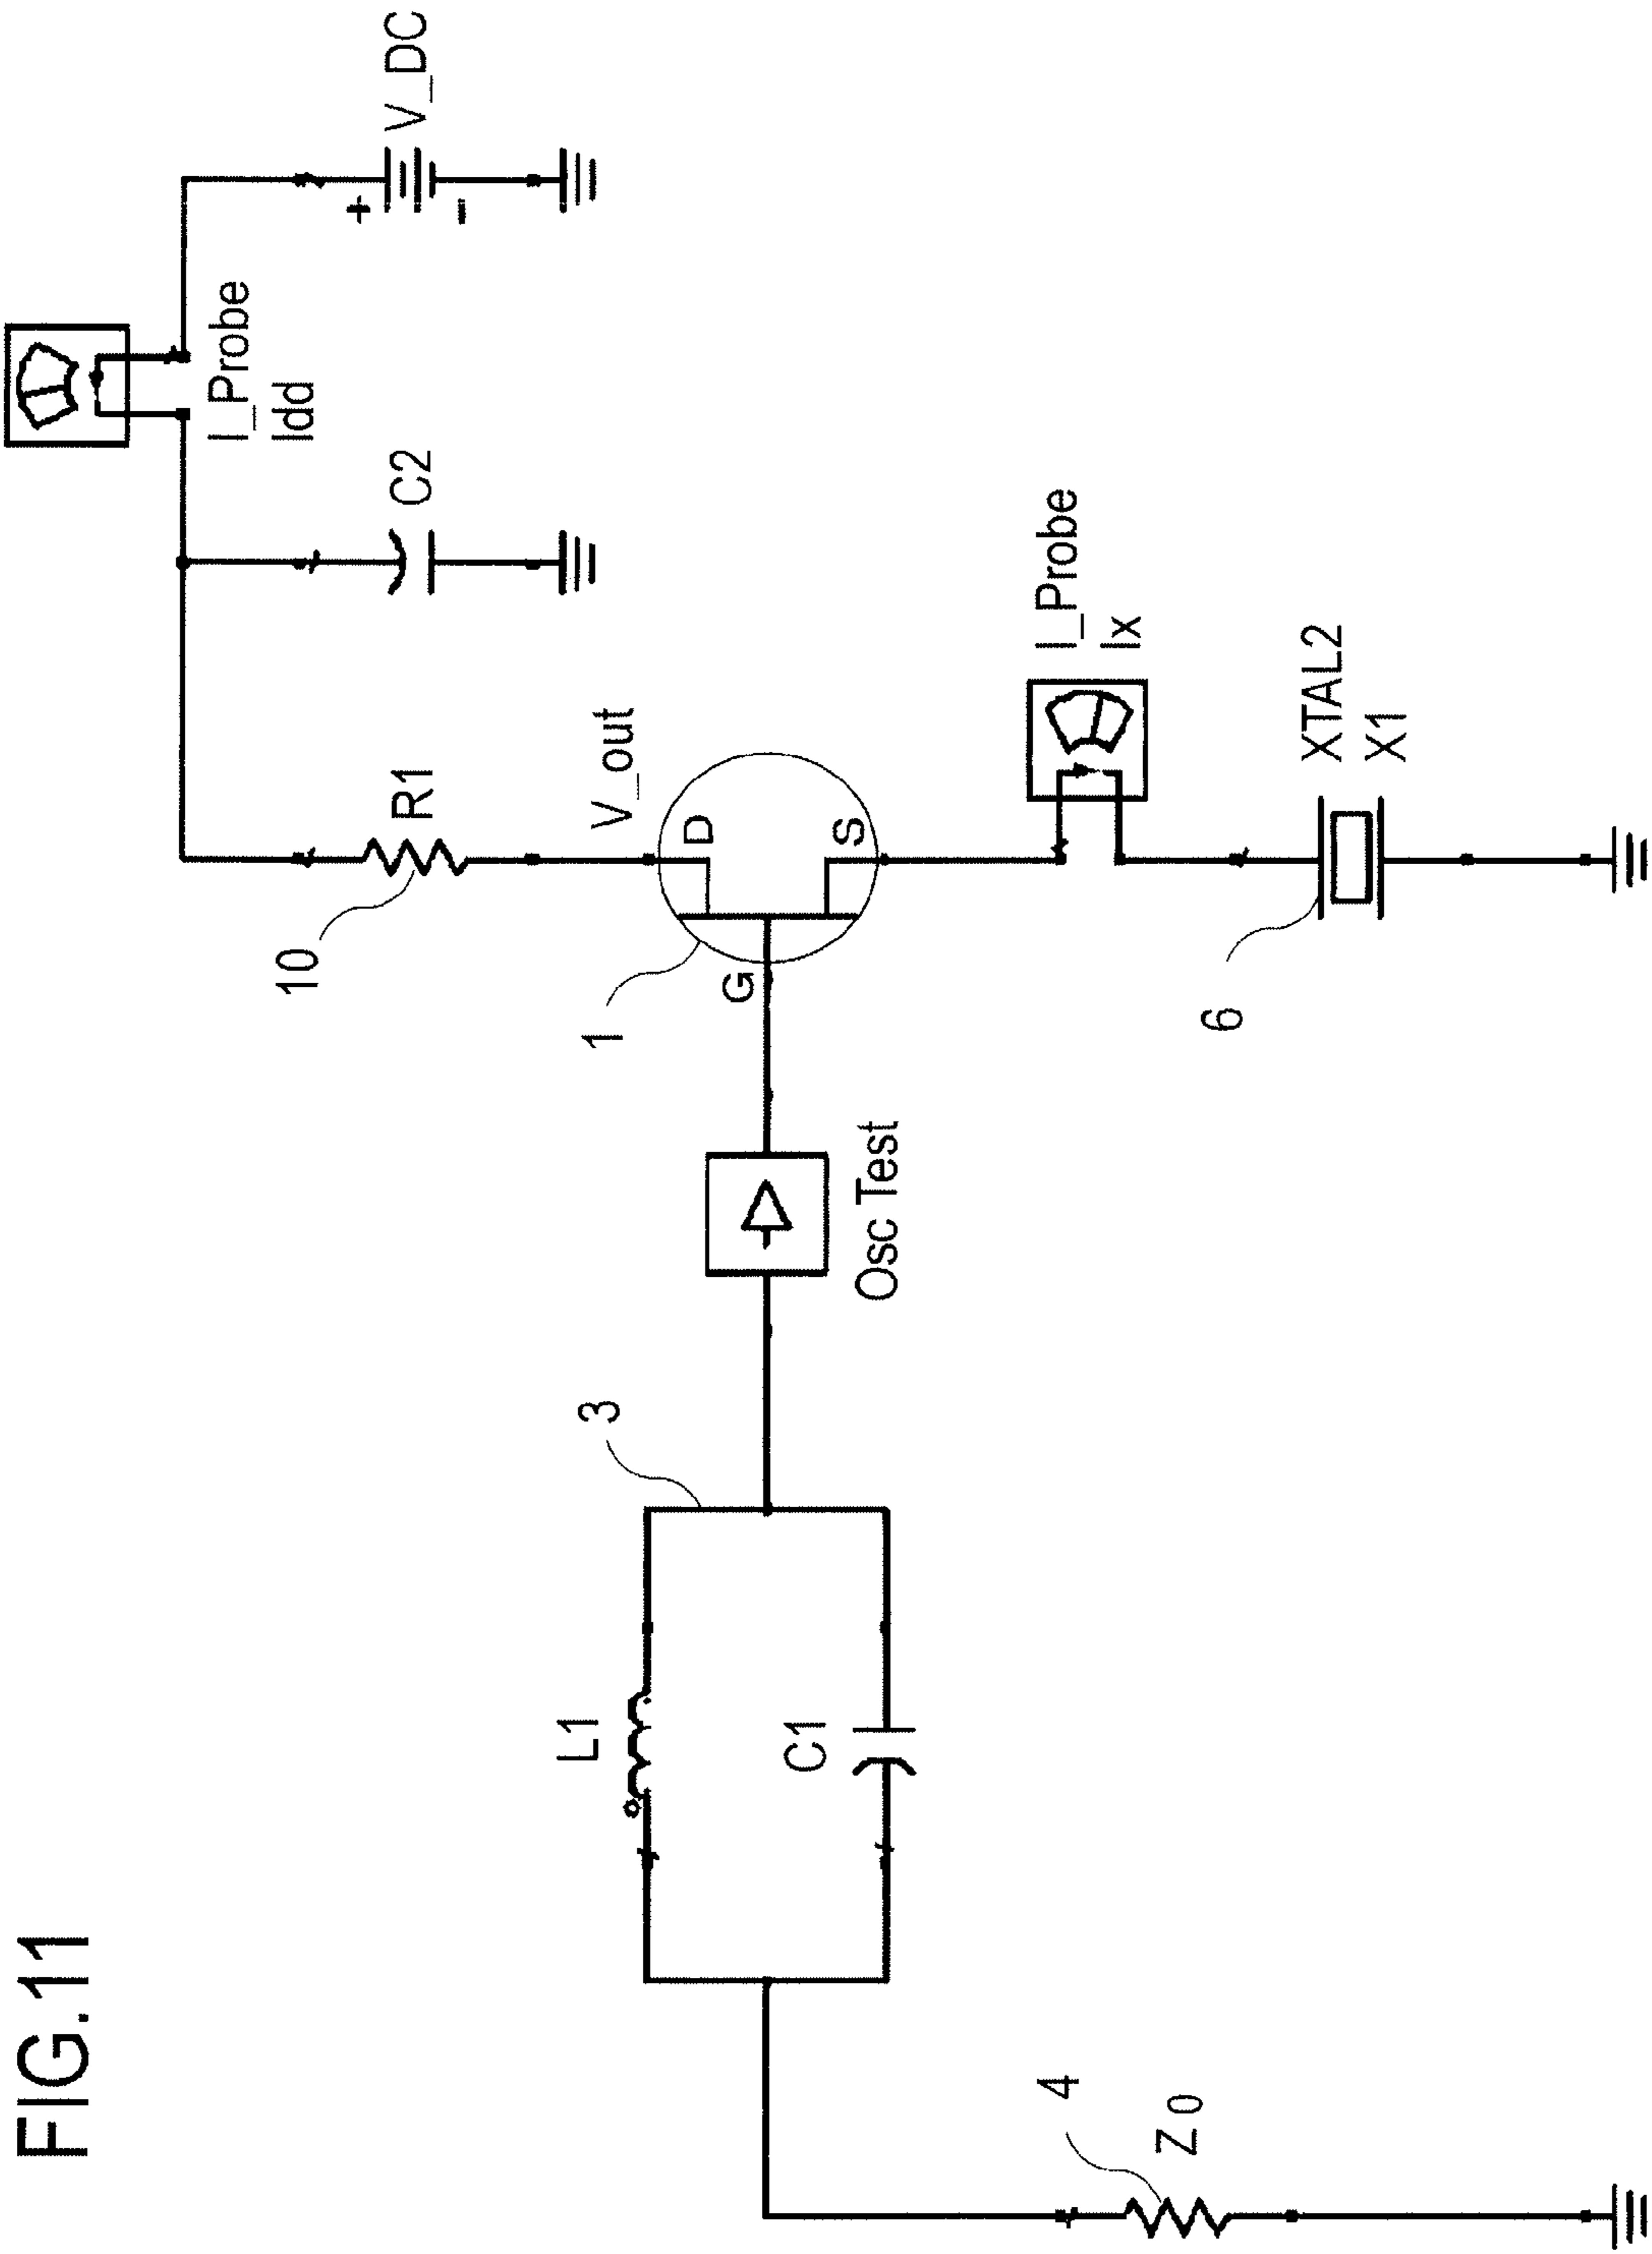 FIG.11
I_Probe
Idd
V_DC
C2
10
R1
V_out
1
D
G
S
3
L1
C1
Osc Test
I_Probe
Ix
4
Z0
6
XTAL2
X1
+
-